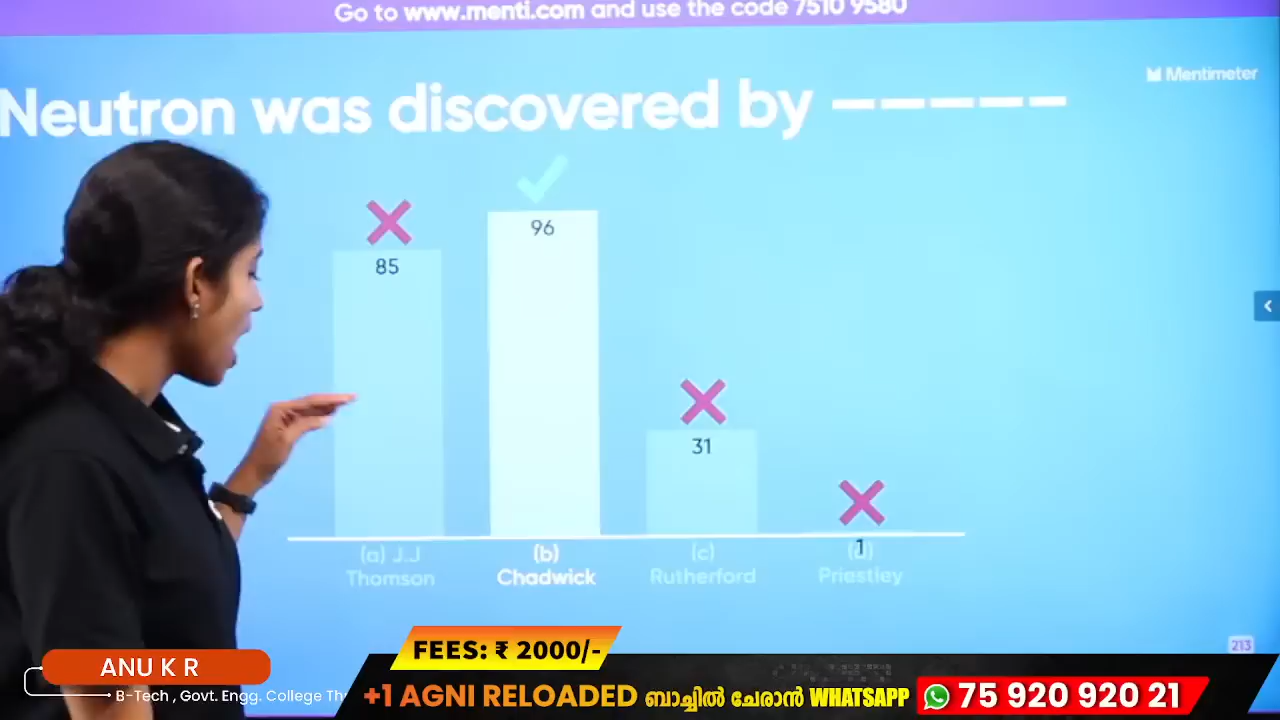 Go to www.menti.com and use the code 7510 9580
Mentimeter
Neutron was discovered by _ _ _ _ _
96
85
31
1
(a) J.J Thomson
(b) Chadwick
(c) Rutherford
(d) Priestley
213
FEES: ₹ 2000/-
ANU K R
B-Tech , Govt. Engg. College
+1 AGNI RELOADED ബാച്ചിൽ ചേരാൻ WHATSAPP 75 920 920 21